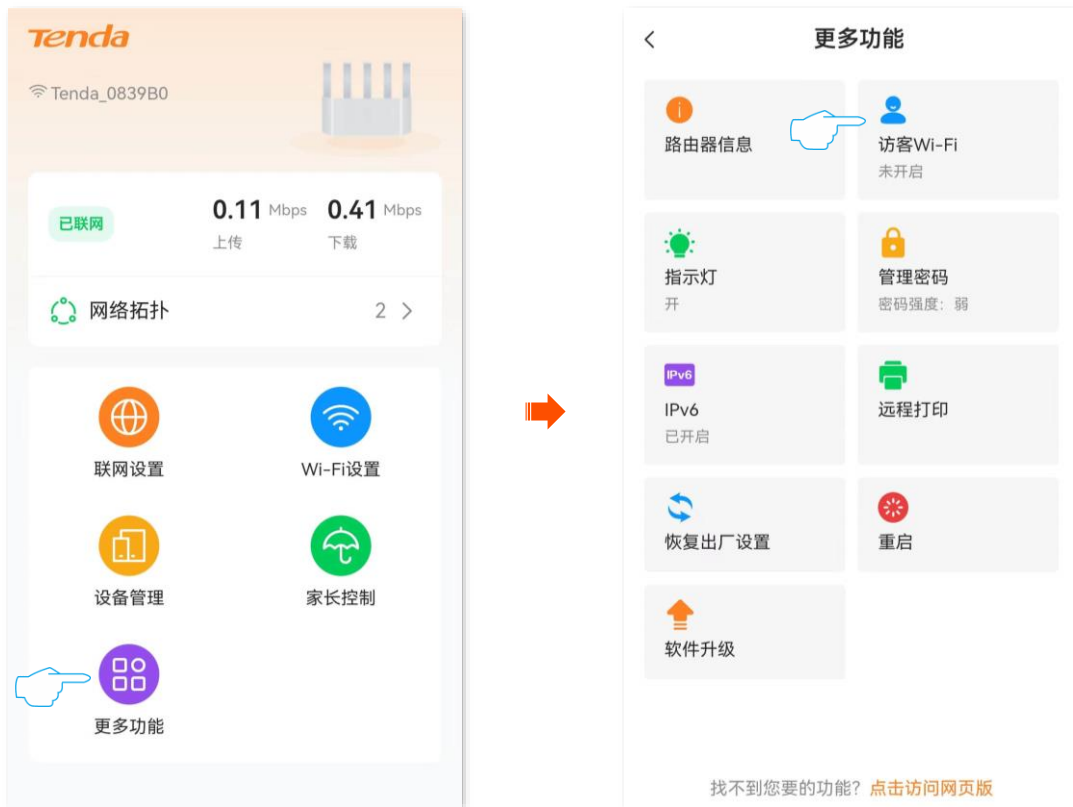 Tenda
Tenda_0839B0
已联网
0.11 Mbps 0.41 Mbps
上传 下载
网络拓扑 2
联网设置 Wi-Fi设置
设备管理 家长控制
更多功能
更多功能
路由器信息 访客Wi-Fi
未开启
指示灯 管理密码
开 密码强度：弱
IPv6
IPv6 远程打印
已开启
恢复出厂设置 重启
软件升级
找不到您要的功能？点击访问网页版